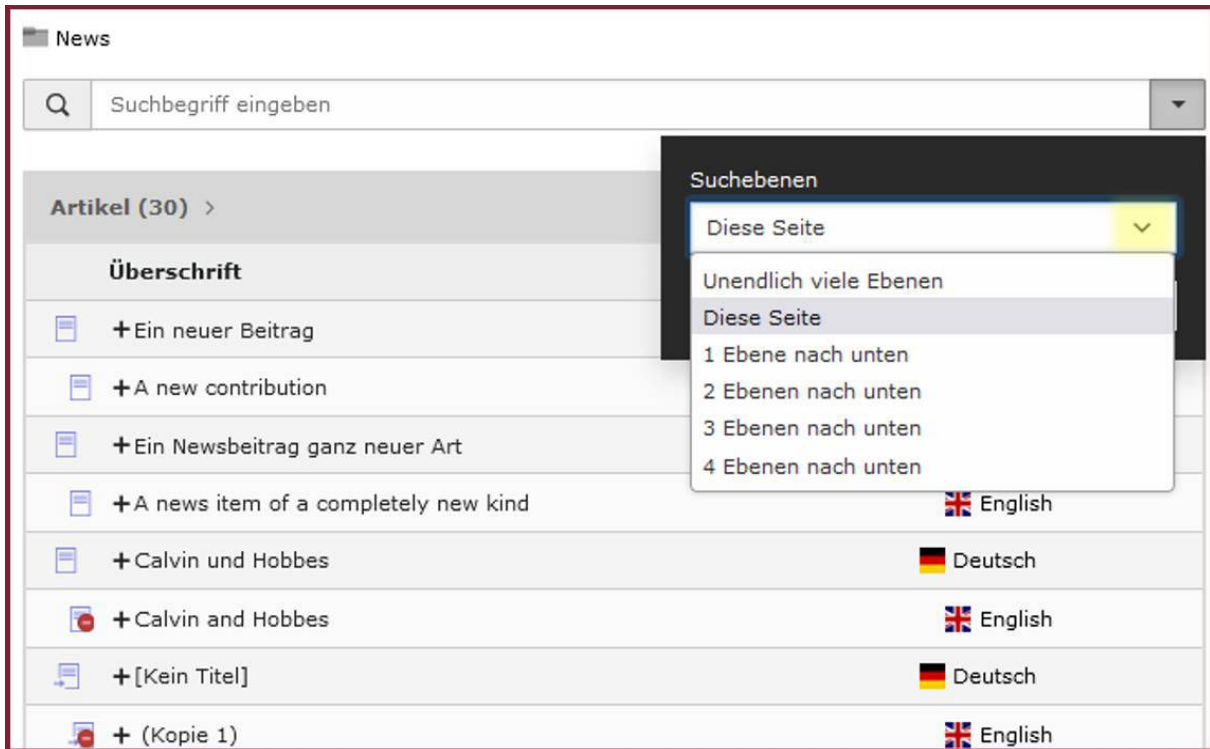 News
Suchbegriff eingeben
Suchebenen
Diese Seite
Unendlich viele Ebenen
Diese Seite
1 Ebene nach unten
2 Ebenen nach unten
3 Ebenen nach unten
4 Ebenen nach unten
Artikel (30) >
Überschrift
+Ein neuer Beitrag
+A new contribution
+Ein Newsbeitrag ganz neuer Art
+A news item of a completely new kind English
+Calvin und Hobbes Deutsch
+Calvin and Hobbes English
+[Kein Titel] Deutsch
+ (Kopie 1) English